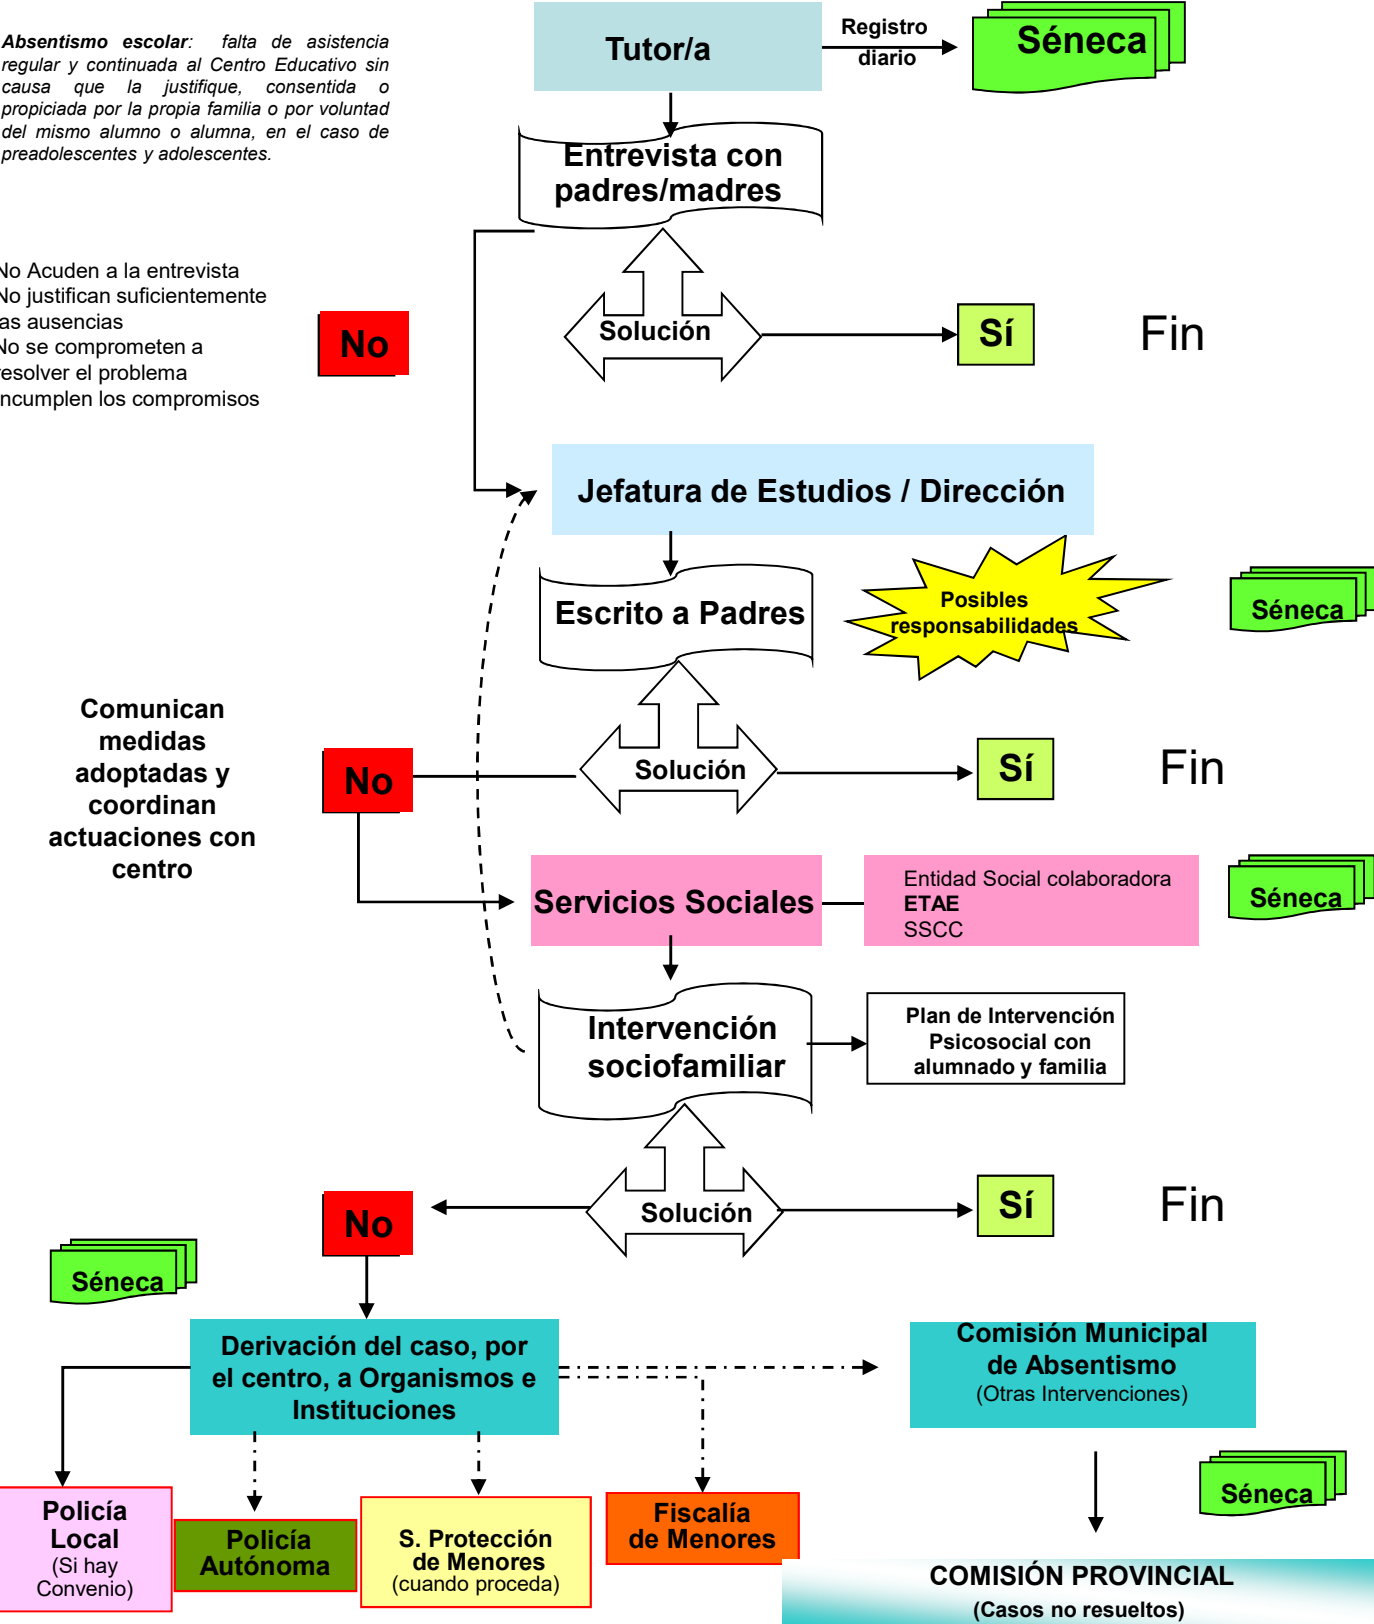 Absentismo escolar: falta de asistencia
regular y continuada al Centro Educativo sin
causa que la justifique, consentida o
propiciada por la propia familia o por voluntad
del mismo alumno o alumna, en el caso de
preadolescentes y adolescentes.
Tutor/a
Registro
diario
Séneca
Entrevista con
padres/madres
No Acuden a la entrevista
No justifican suficientemente
las ausencias
No se comprometen a
resolver el problema
Incumplen los compromisos
No
Solución
Sí
Fin
Jefatura de Estudios / Dirección
Escrito a Padres
Posibles
responsabilidades
Séneca
Comunican
medidas
adoptadas y
coordinan
actuaciones con
centro
No
Solución
Sí
Fin
Servicios Sociales
Entidad Social colaboradora
ETAE
SSCC
Séneca
Intervención
sociofamiliar
Plan de Intervención
Psicosocial con
alumnado y familia
No
Solución
Sí
Fin
Séneca
Derivación del caso, por
el centro, a Organismos e
Instituciones
Comisión Municipal
de Absentismo
(Otras Intervenciones)
Séneca
Policía
Local
(Si hay
Convenio)
Policía
Autónoma
S. Protección
de Menores
(cuando proceda)
Fiscalía
de Menores
COMISIÓN PROVINCIAL
(Casos no resueltos)